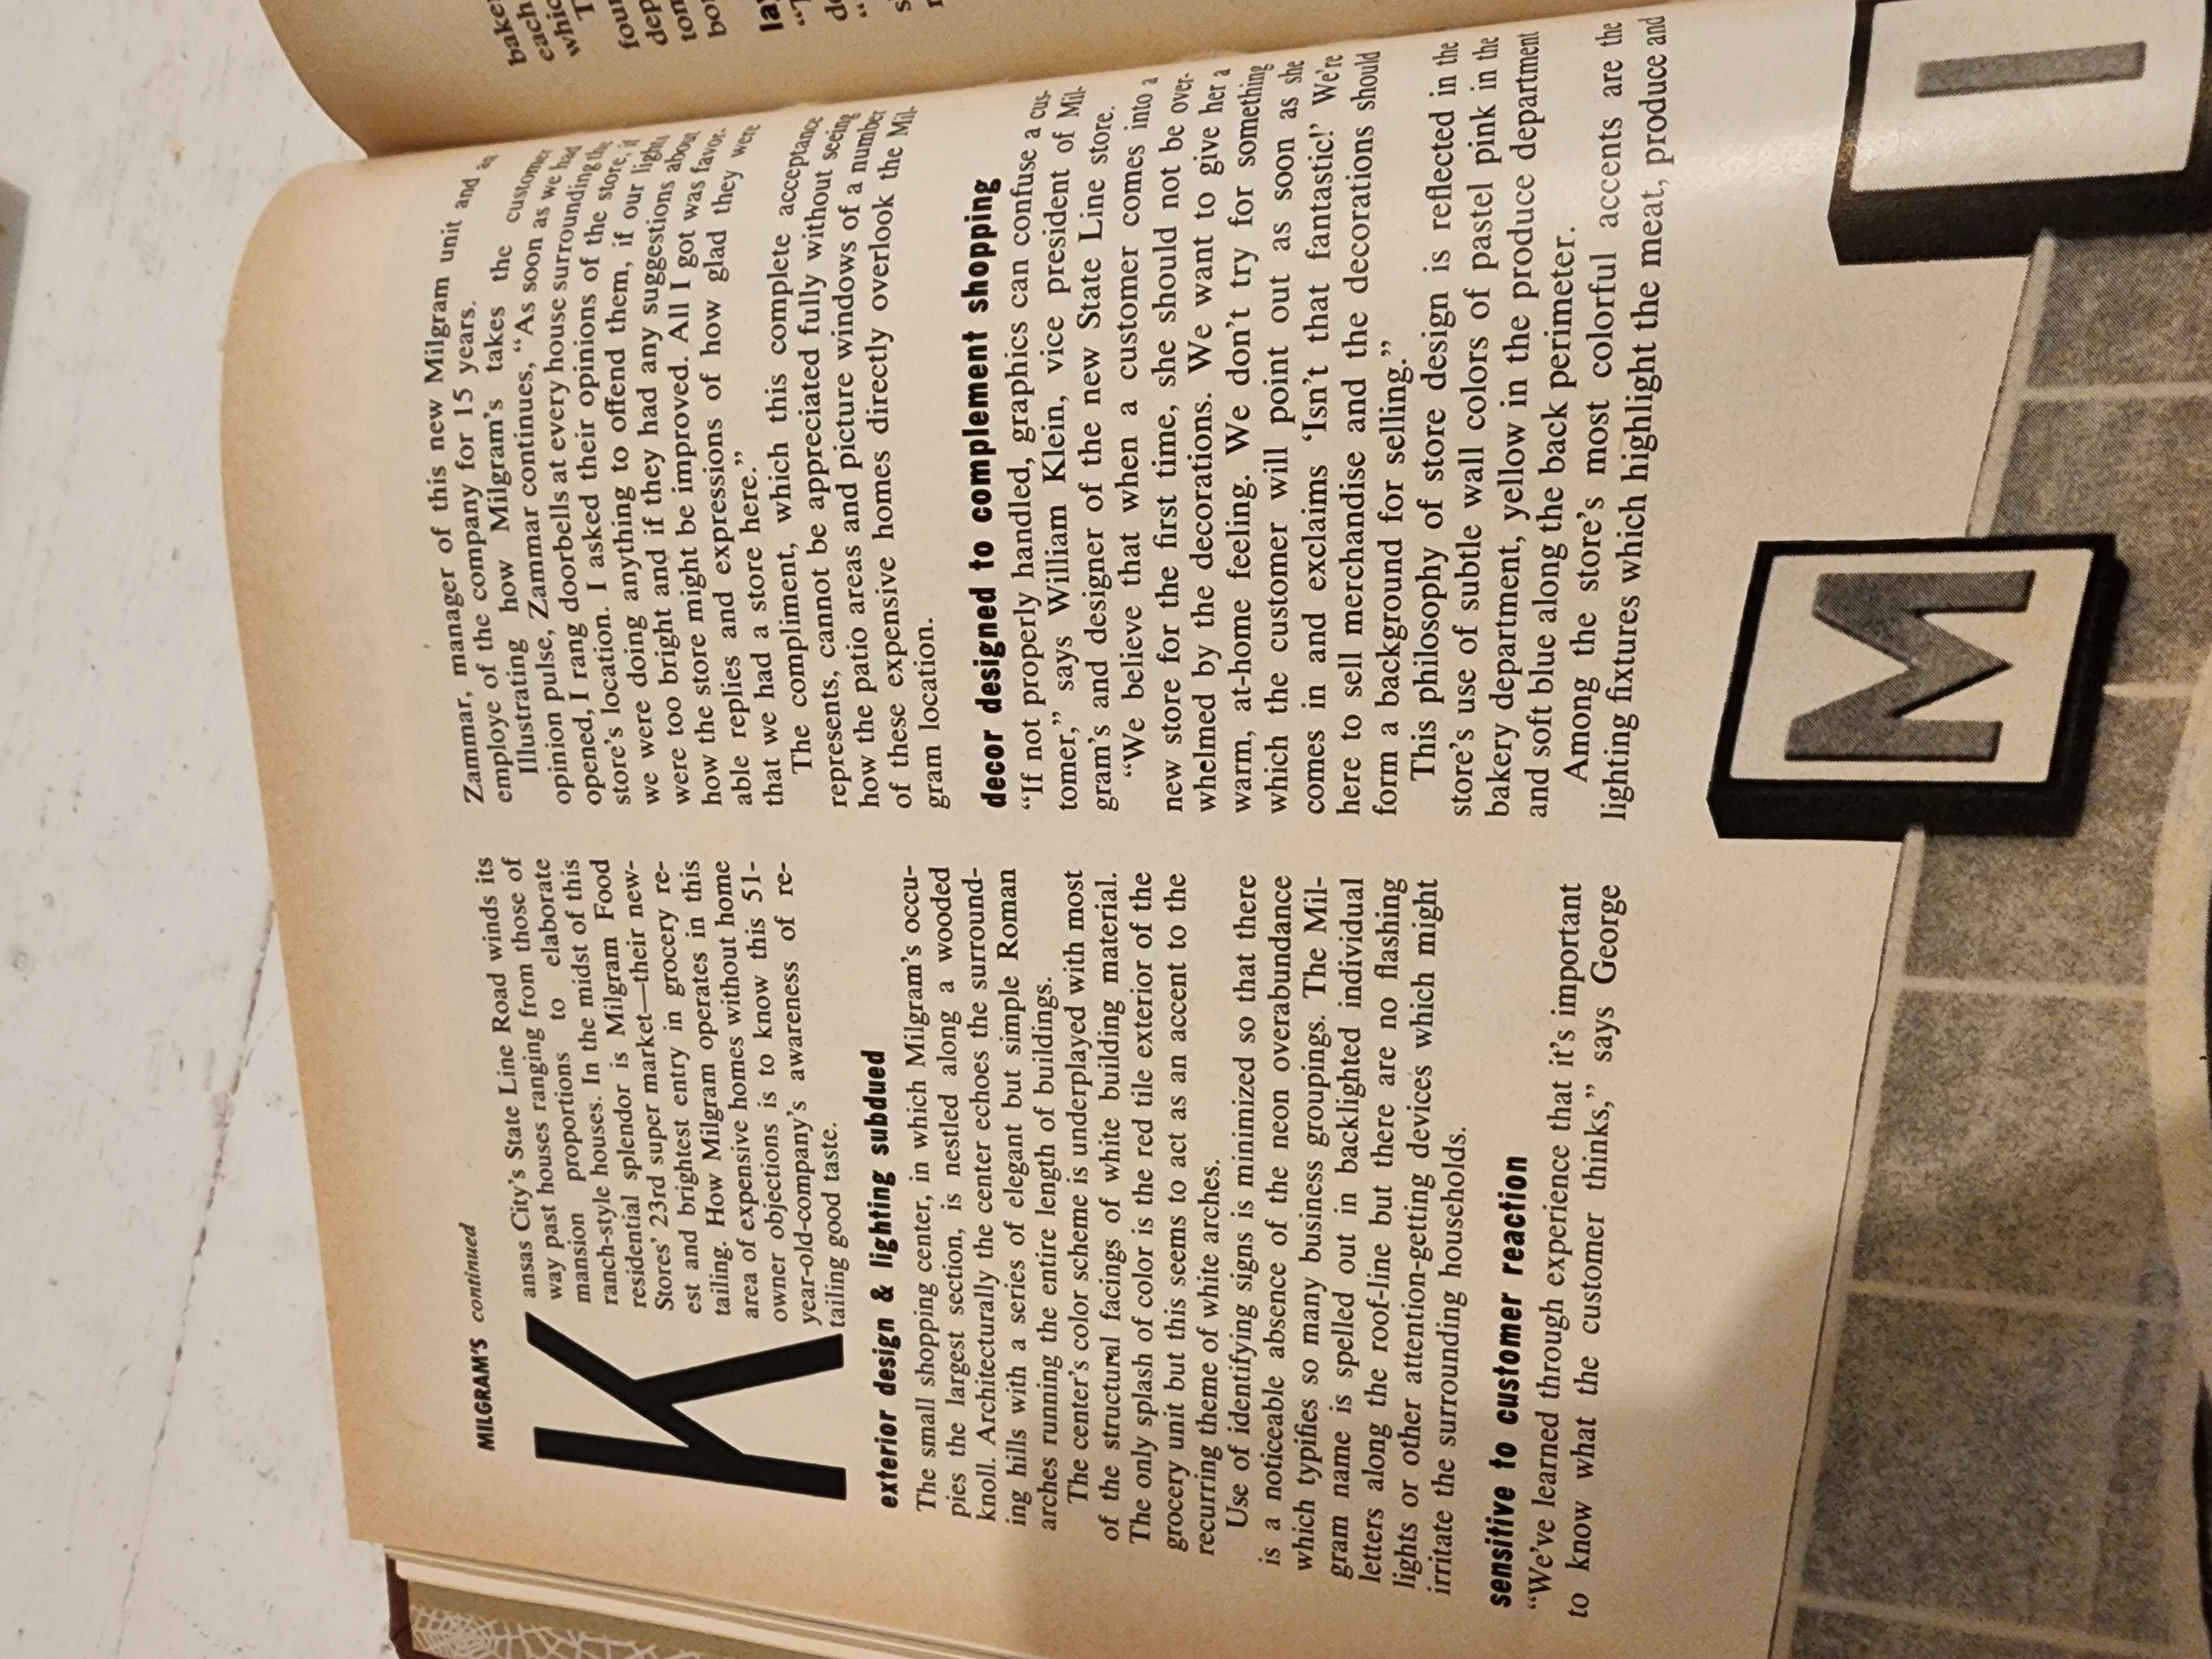 MILGRAM'S continued
Kansas City's State Line Road winds its
way past houses ranging from those of
mansion proportions to elaborate
ranch-style houses. In the midst of this
residential splendor is Milgram Food
Stores' 23rd super market—their new-
est and brightest entry in grocery re-
tailing. How Milgram operates in this
area of expensive homes without home
owner objections is to know this 51-
year-old-company's awareness of re-
tailing good taste.
exterior design & lighting subdued
The small shopping center, in which Milgram's occu-
pies the largest section, is nestled along a wooded
knoll. Architecturally the center echoes the surround-
ing hills with a series of elegant but simple Roman
arches running the entire length of buildings.
The center's color scheme is underplayed with most
of the structural facings of white building material.
The only splash of color is the red tile exterior of the
grocery unit but this seems to act as an accent to the
recurring theme of white arches.
Use of identifying signs is minimized so that there
is a noticeable absence of the neon overabundance
which typifies so many business groupings. The Mil-
gram name is spelled out in backlighted individual
letters along the roof-line but there are no flashing
lights or other attention-getting devices which might
irritate the surrounding households.
sensitive to customer reaction
“We've learned through experience that it's important
to know what the customer thinks,” says George
Zammar, manager of this new Milgram unit and an
employe of the company for 15 years.
Illustrating how Milgram's takes the customer
opinion pulse, Zammar continues, “As soon as we had
opened, I rang doorbells at every house surrounding the
store's location. I asked their opinions of the store, if
we were doing anything to offend them, if our lights
were too bright and if they had any suggestions about
how the store might be improved. All I got was favor-
able replies and expressions of how glad they were
that we had a store here.”
The compliment, which this complete acceptance
represents, cannot be appreciated fully without seeing
how the patio areas and picture windows of a number
of these expensive homes directly overlook the Mil-
gram location.
decor designed to complement shopping
“If not properly handled, graphics can confuse a cus-
tomer,” says William Klein, vice president of Mil-
gram's and designer of the new State Line store.
“We believe that when a customer comes into a
new store for the first time, she should not be over-
whelmed by the decorations. We want to give her a
warm, at-home feeling. We don't try for something
which the customer will point out as soon as she
comes in and exclaims ‘Isn't that fantastic!’ We're
here to sell merchandise and the decorations should
form a background for selling.”
This philosophy of store design is reflected in the
store's use of subtle wall colors of pastel pink in the
bakery department, yellow in the produce department
and soft blue along the back perimeter.
Among the store's most colorful accents are the
lighting fixtures which highlight the meat, produce and
M I
bake
each
whic
T
four
dep
tom
bo
la